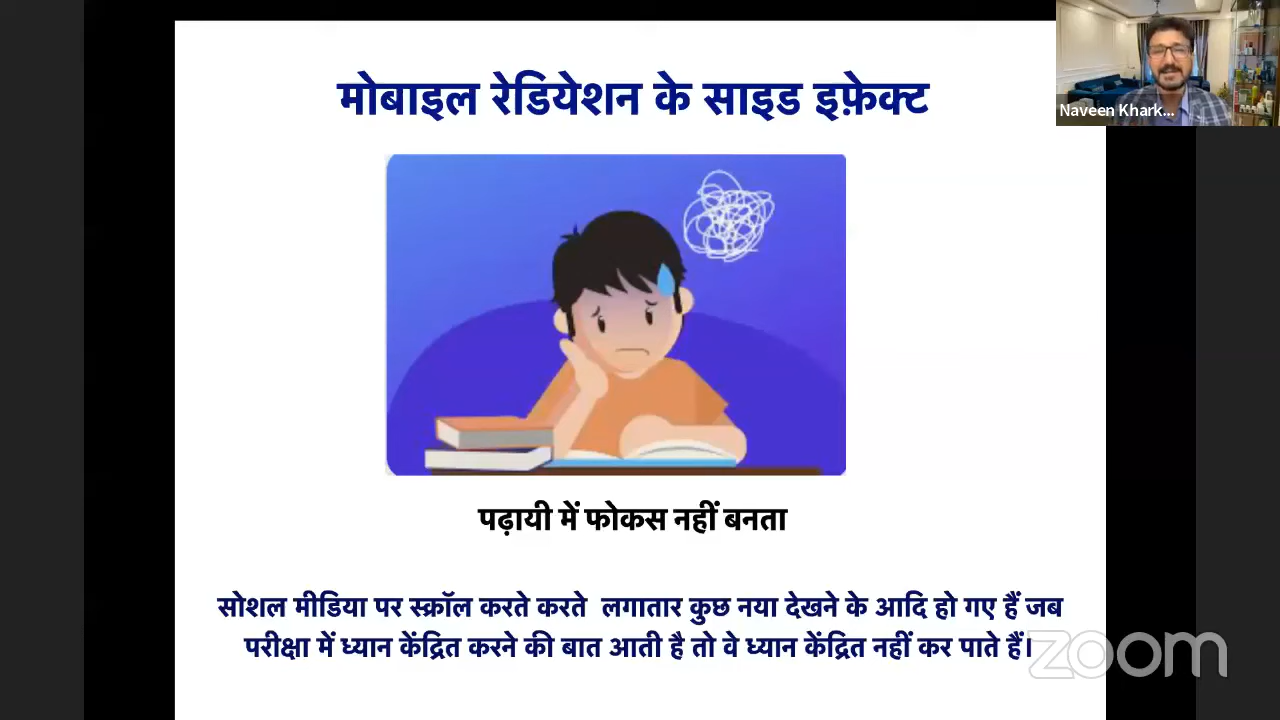 मोबाइल रेडियेशन के साइड इफ़ेक्ट
Naveen Khark...
पढ़ायी में फोकस नहीं बनता
सोशल मीडिया पर स्क्रॉल करते करते लगातार कुछ नया देखने के आदि हो गए हैं जब
परीक्षा में ध्यान केंद्रित करने की बात आती है तो वे ध्यान केंद्रित नहीं कर पाते हैं।
zoom